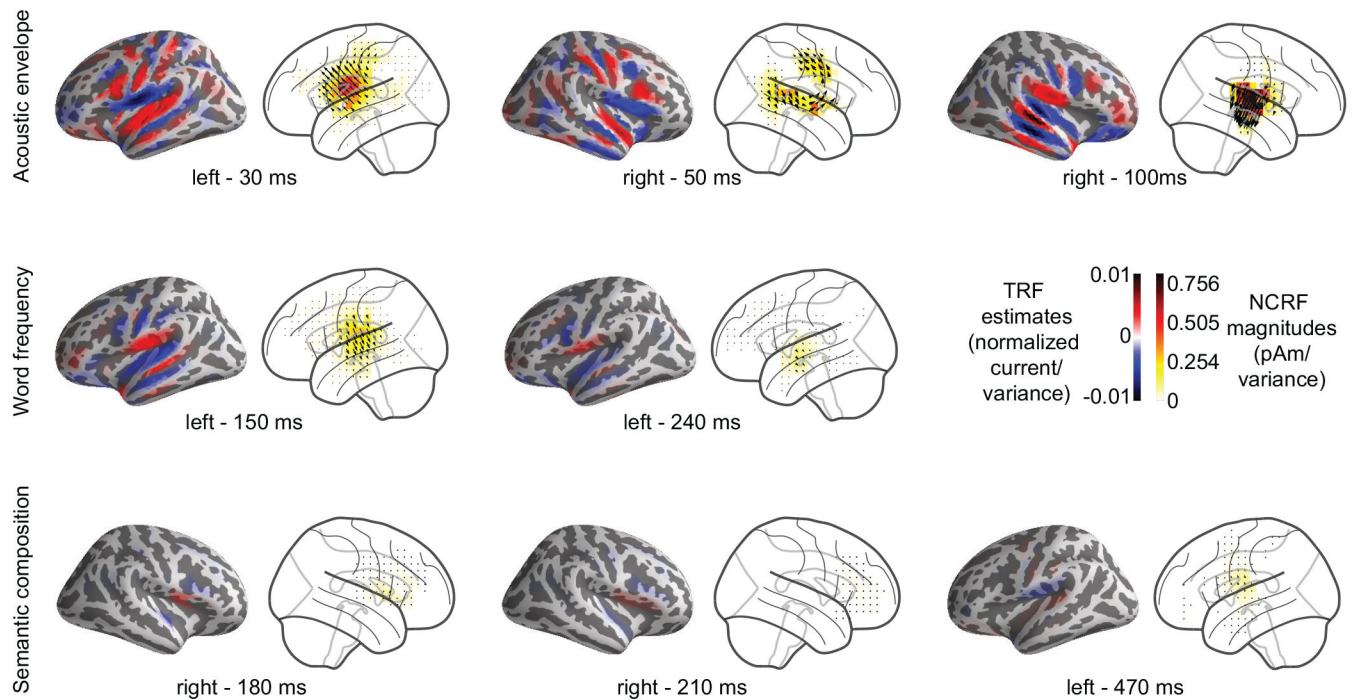 Acoustic envelope
left - 30 ms
right - 50 ms
right - 100ms
Word frequency
left - 150 ms
left - 240 ms
TRF
estimates
(normalized
current/
variance)
0.01
0
-0.01
0.756
0.505
0.254
0
NCRF
magnitudes
(pAm/
variance)
Semantic composition
right - 180 ms
right - 210 ms
left - 470 ms